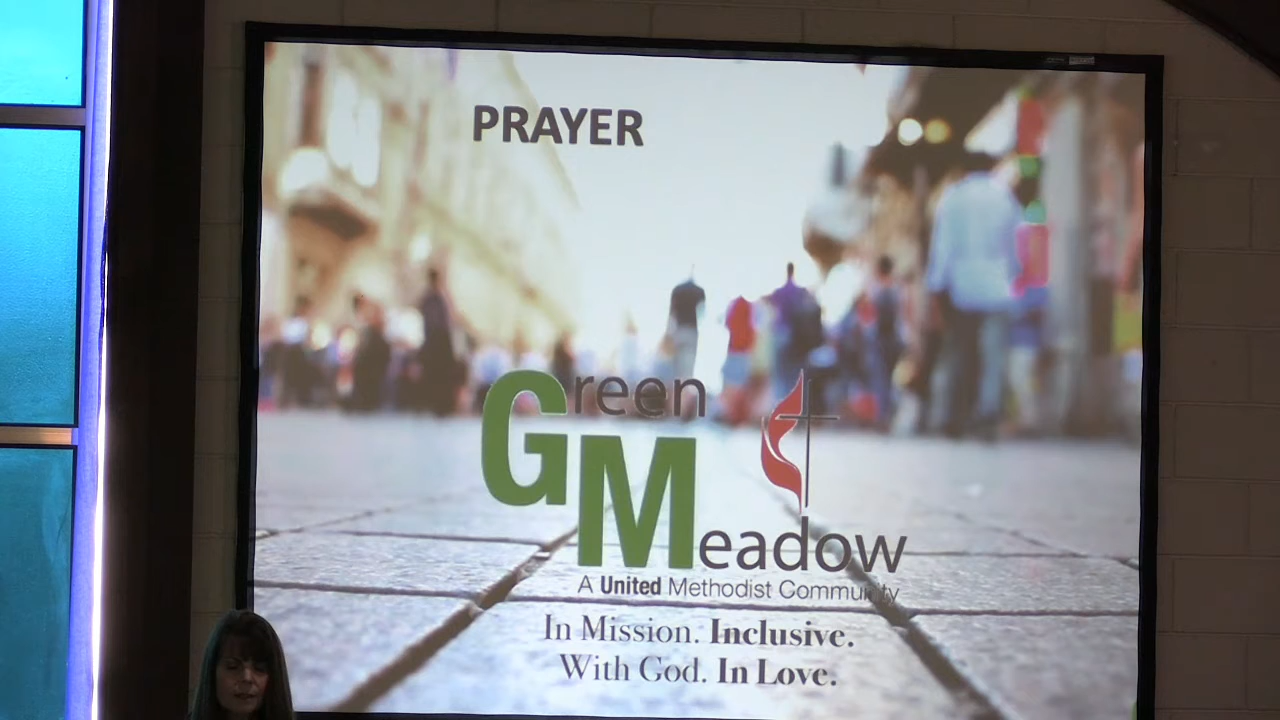 PRAYER
Green
Meadow
A United Methodist Community
In Mission. Inclusive.
With God. In Love.